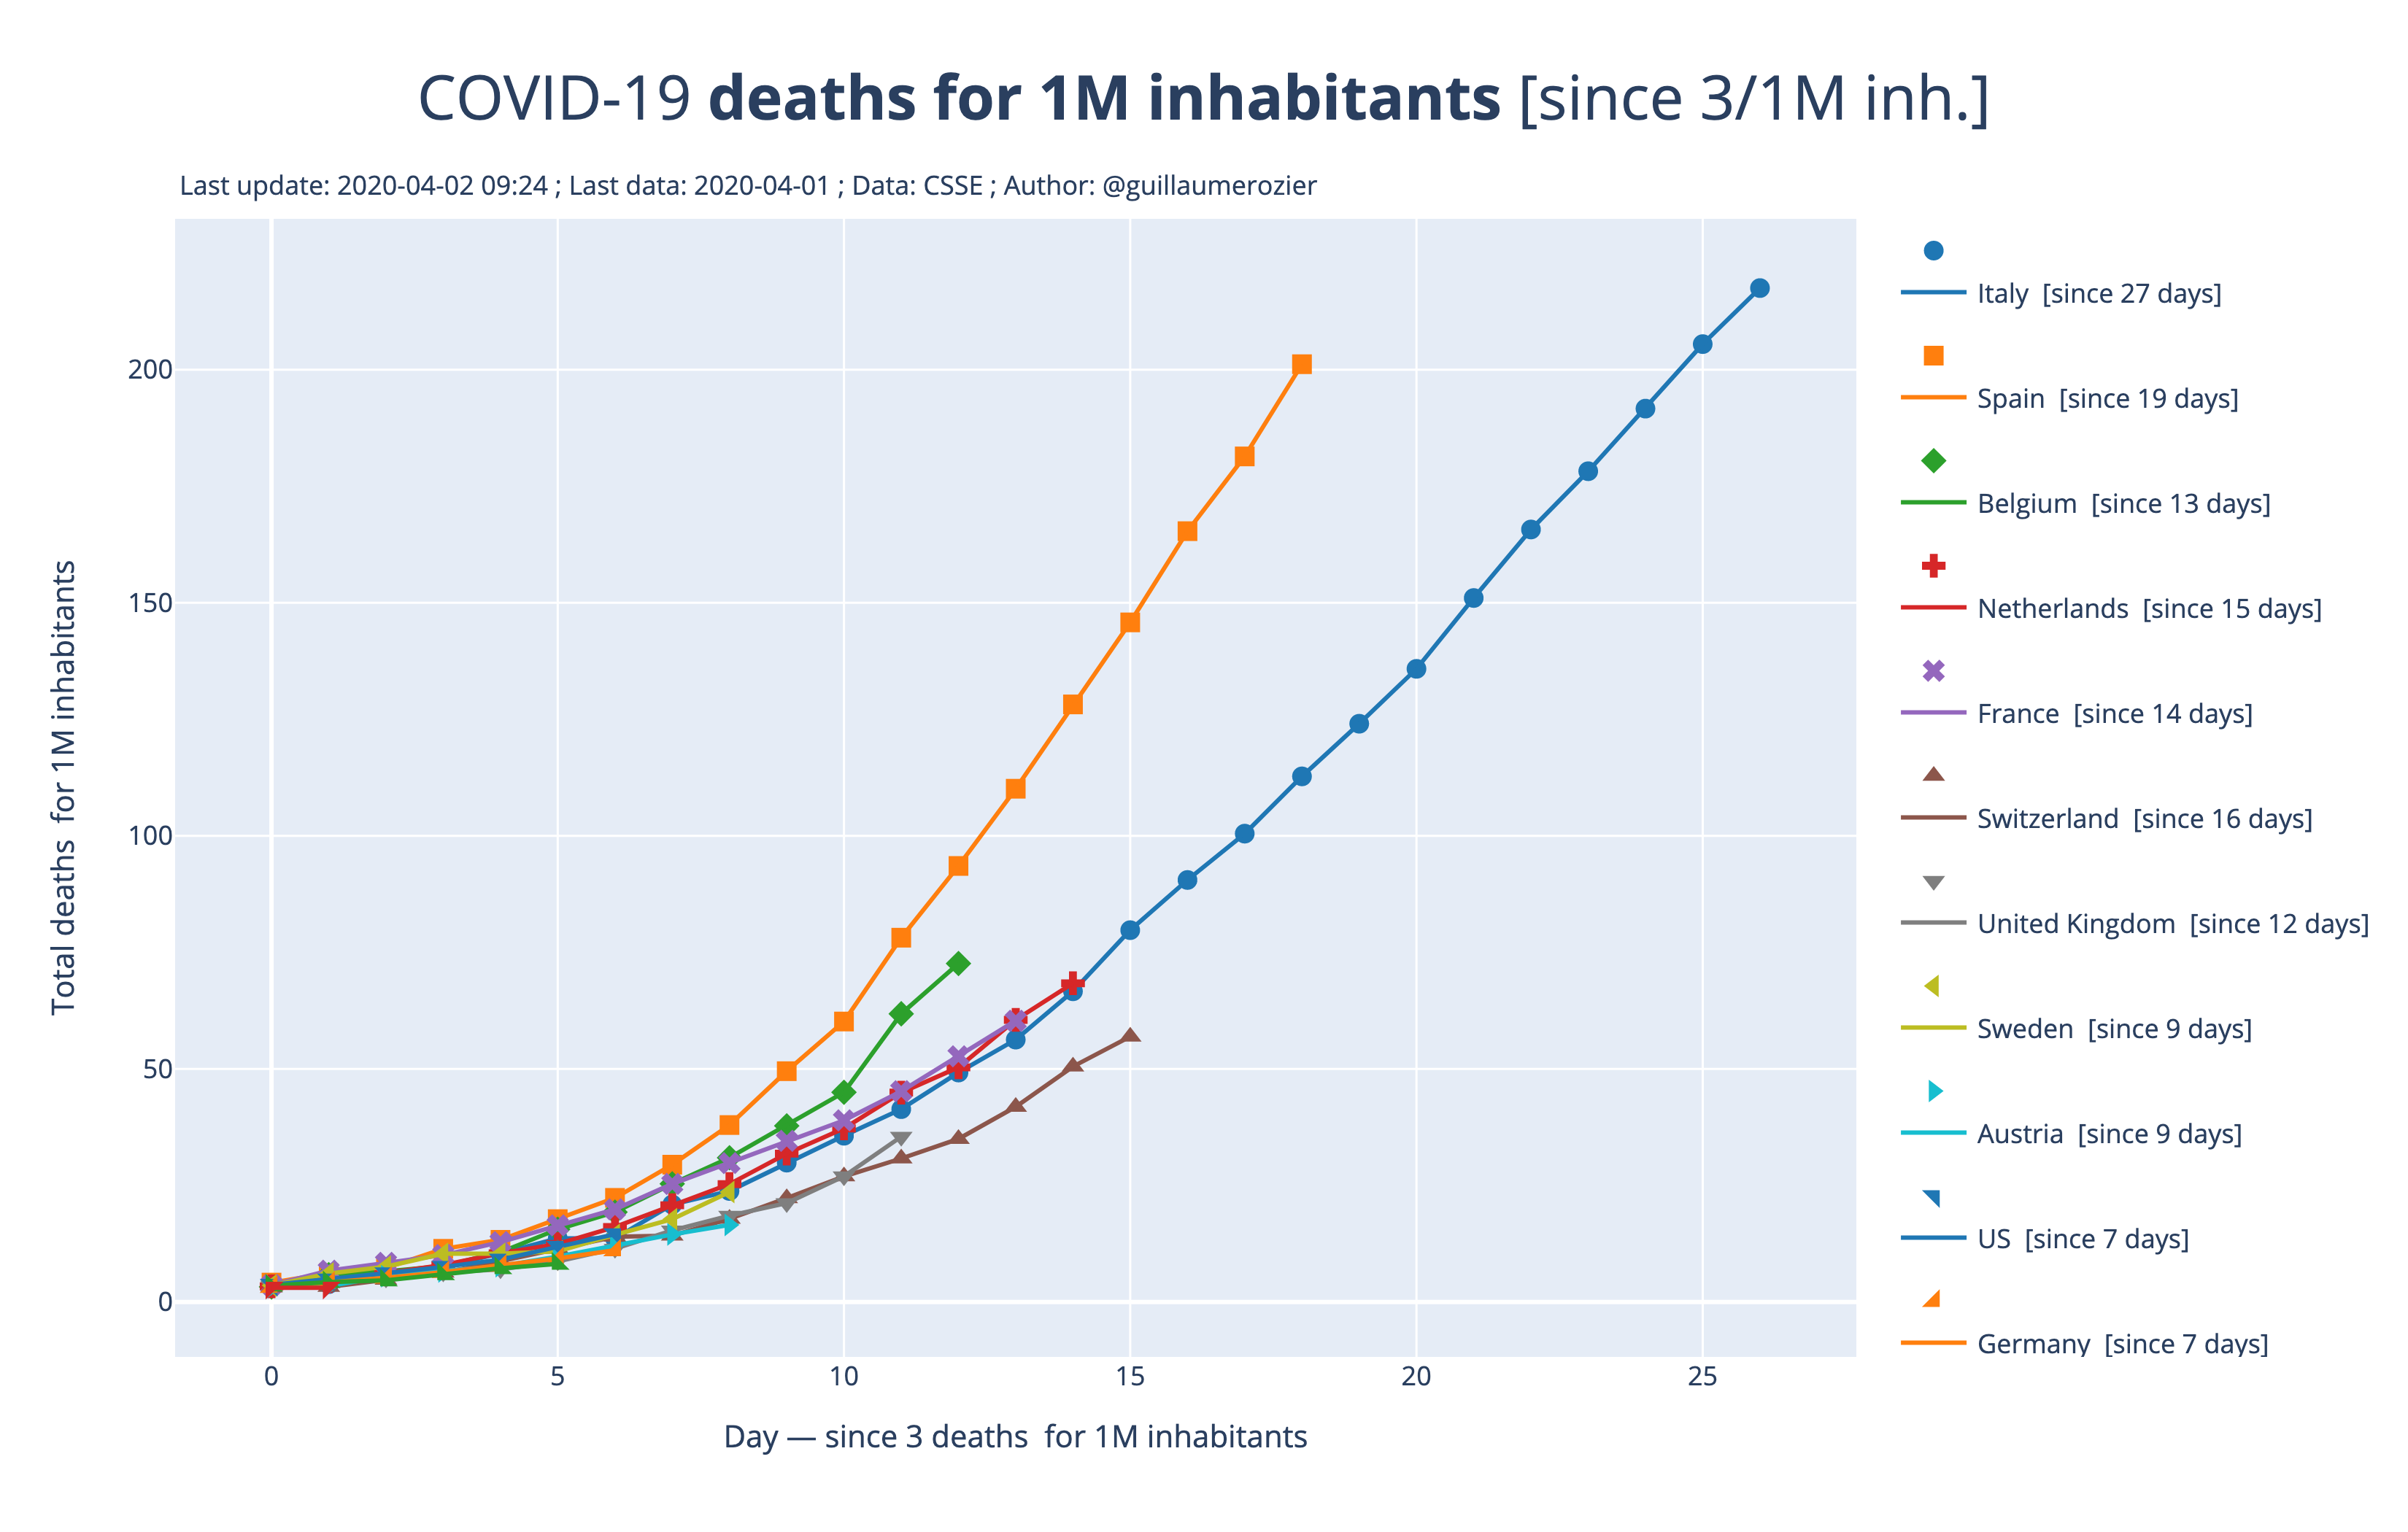 COVID-19 deaths for 1M inhabitants [since 3/1M inh.]
Last update: 2020-04-02 09:24 ; Last data: 2020-04-01 ; Data: CSSE ; Author: @guillaumerozier
Total deaths for 1M inhabitants
200
150
100
50
0
0 5 10 15 20 25
Day — since 3 deaths for 1M inhabitants
Italy [since 27 days]
Spain [since 19 days]
Belgium [since 13 days]
Netherlands [since 15 days]
France [since 14 days]
Switzerland [since 16 days]
United Kingdom [since 12 days]
Sweden [since 9 days]
Austria [since 9 days]
US [since 7 days]
Germany [since 7 days]